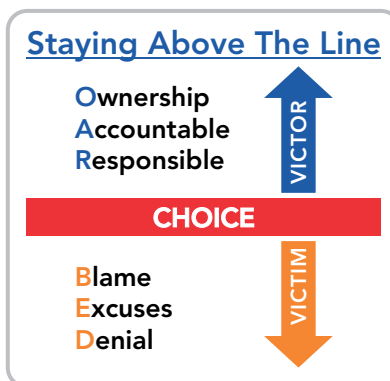 Staying Above The Line
Ownership
Accountable
Responsible
VICTOR
CHOICE
Blame
Excuses
Denial
VICTIM